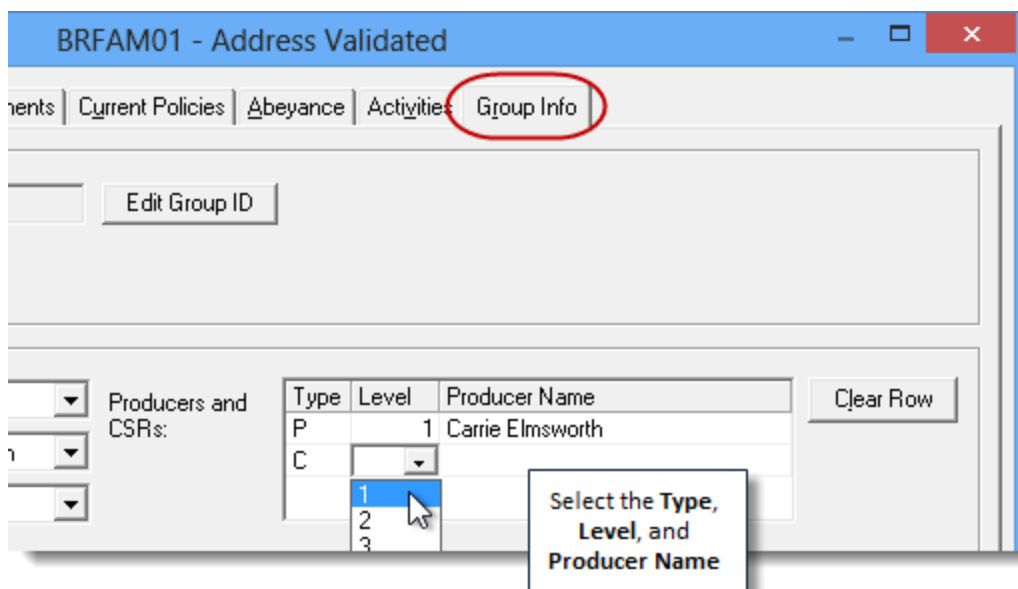 BRFAM01 - Address Validated
Current Policies Abeyance Activities Group Info
Edit Group ID
Producers and
CSRs:
Type Level Producer Name
P 1 Carrie Elmsworth
C
1
2
3
Clear Row
Select the Type,
Level, and
Producer Name